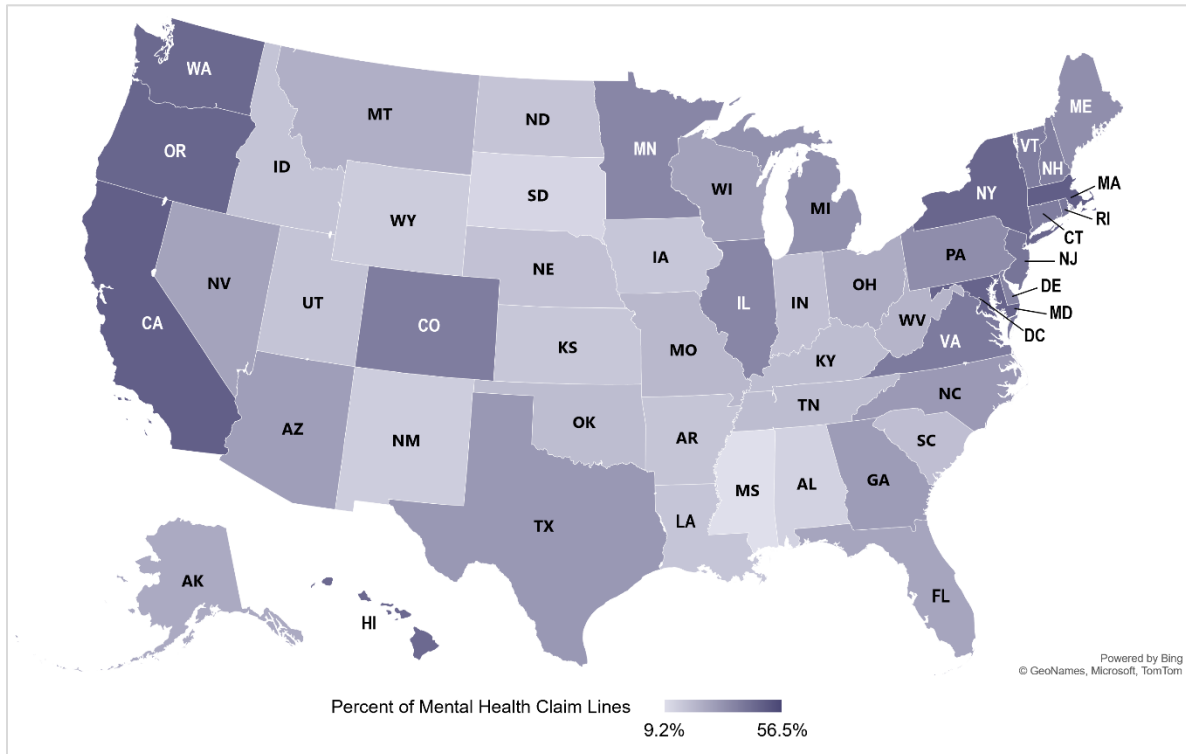 WA
MT
ND
MN
ME
VT
NH
OR
ID
SD
WI
NY
MA
MI
RI
WY
CT
PA
NJ
IA
NE
DE
NV
OH
IN
IL
UT
MD
CO
WV
DC
CA
VA
KS
MO
KY
NC
TN
AZ
OK
NM
AR
SC
MS
AL
GA
LA
TX
AK
FL
HI
Powered by Bing
© GeoNames, Microsoft, TomTom
Percent of Mental Health Claim Lines
9.2% 56.5%